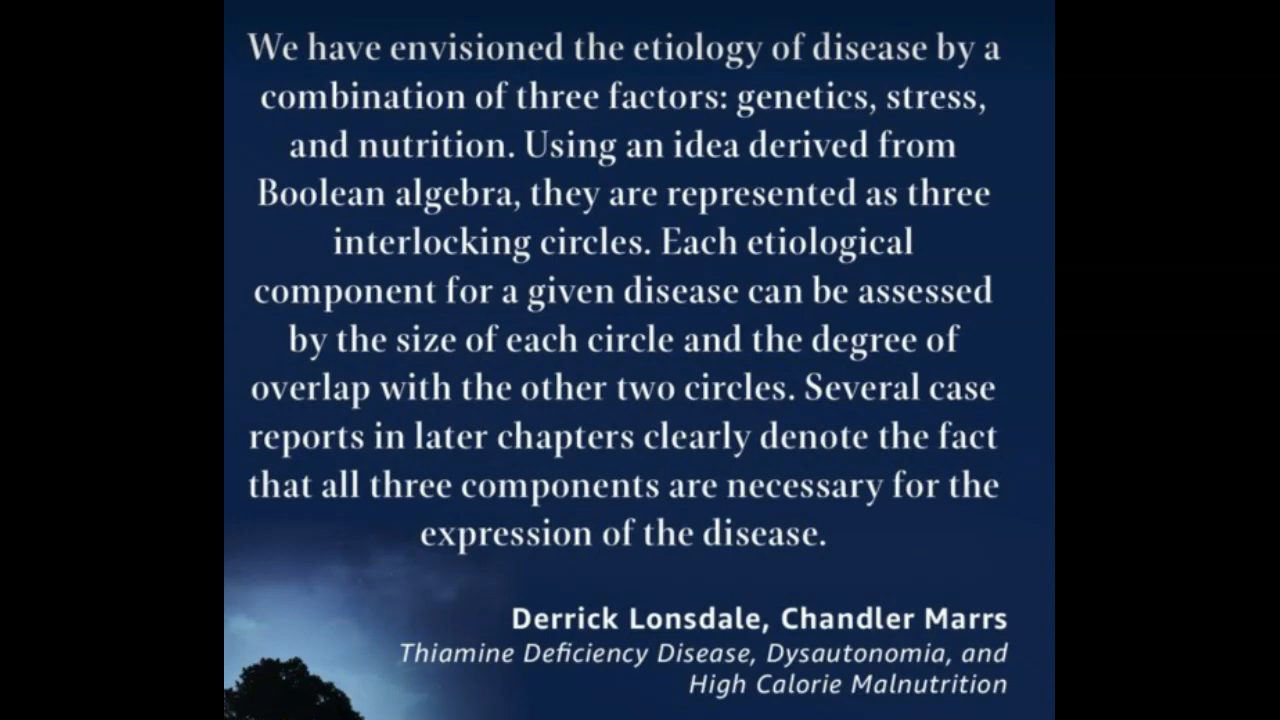 We have envisioned the etiology of disease by a
combination of three factors: genetics, stress,
and nutrition. Using an idea derived from
Boolean algebra, they are represented as three
interlocking circles. Each etiological
component for a given disease can be assessed
by the size of each circle and the degree of
overlap with the other two circles. Several case
reports in later chapters clearly denote the fact
that all three components are necessary for the
expression of the disease.
Derrick Lonsdale, Chandler Marrs
Thiamine Deficiency Disease, Dysautonomia, and
High Calorie Malnutrition